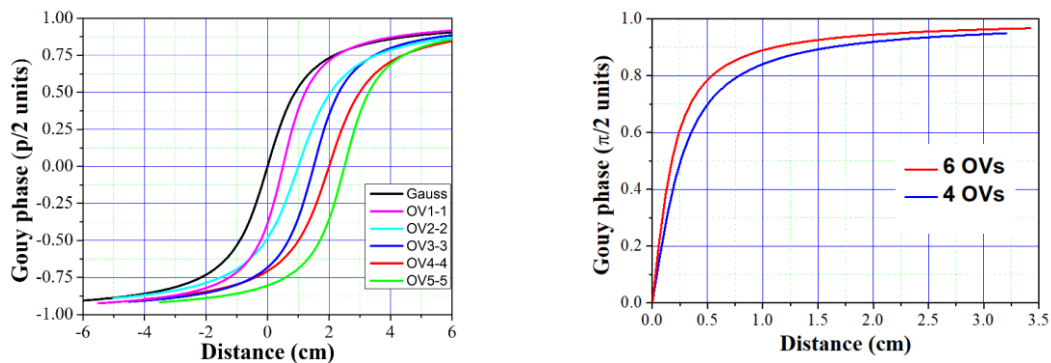 Gouy phase (p/2 units)
1.00
0.75
0.50
0.25
0.00
-0.25
-0.50
-0.75
-1.00
Gauss
OV1-1
OV2-2
OV3-3
OV4-4
OV5-5
-6 -4 -2 0 2 4 6
Distance (cm)
Gouy phase (π/2 units)
1.0
0.8
0.6
0.4
0.2
0.0
6 OVs
4 OVs
0.0 0.5 1.0 1.5 2.0 2.5 3.0 3.5
Distance (cm)